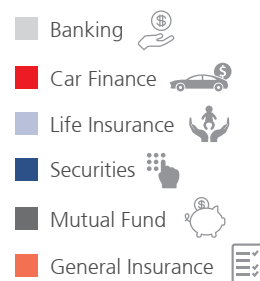 Banking
Car Finance
Life Insurance
Securities
Mutual Fund
General Insurance